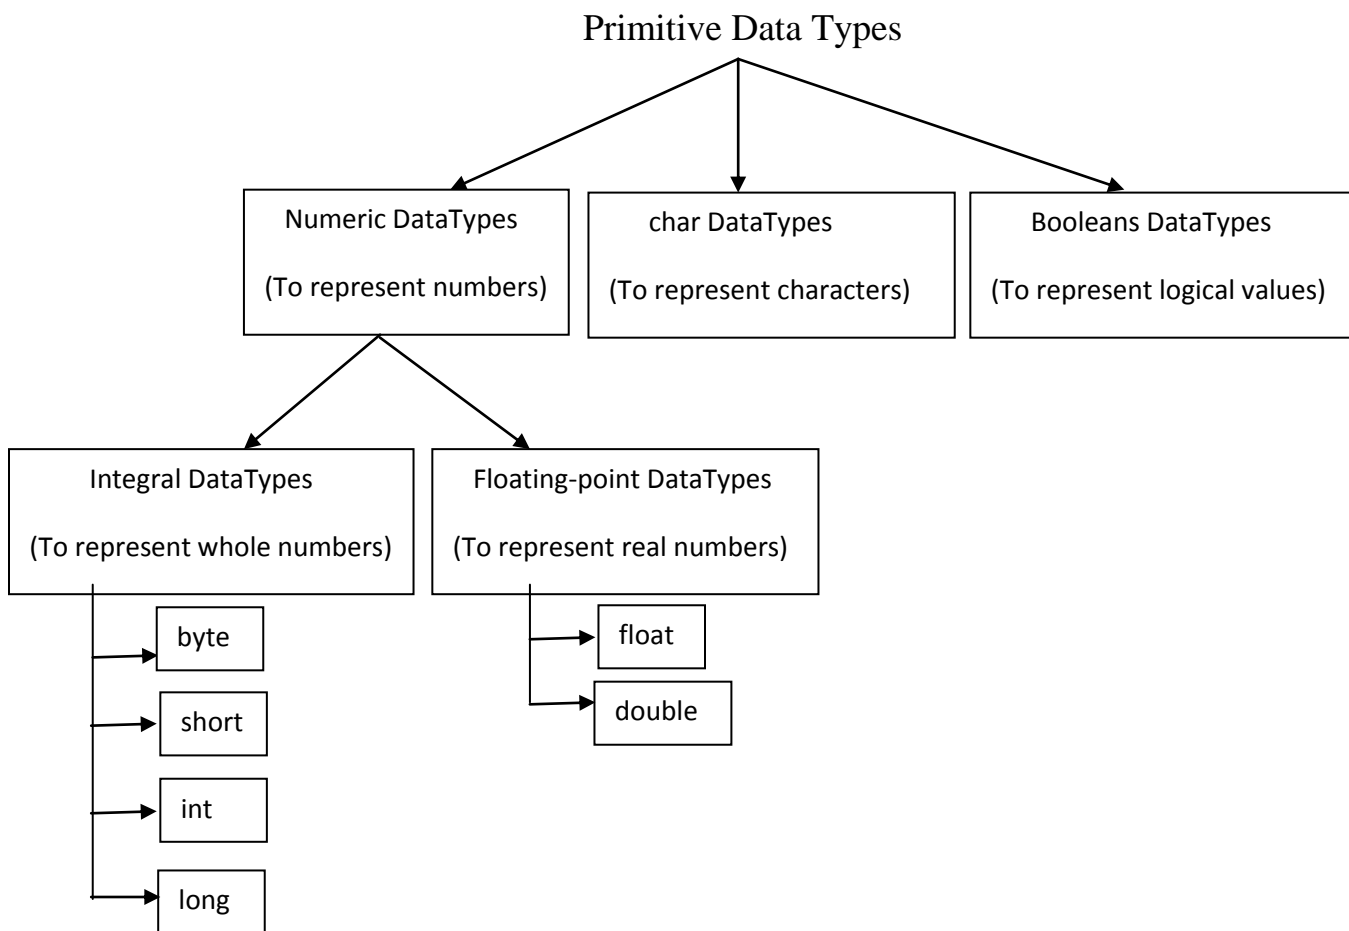 Primitive Data Types
Numeric DataTypes
(To represent numbers)
char DataTypes
(To represent characters)
Booleans DataTypes
(To represent logical values)
Integral DataTypes
(To represent whole numbers)
Floating-point DataTypes
(To represent real numbers)
byte
short
int
long
float
double